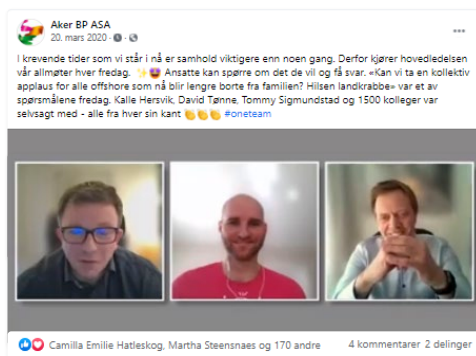 Aker BP ASA
20. mars 2020 ·
I krevende tider som vi står i nå er samhold viktigere enn noen gang. Derfor kjører hovedledelsen
vår allmøter hver fredag. ✨🤩 Ansatte kan spørre om det de vil og få svar. «Kan vi ta en kollektiv
applaus for alle offshore som nå blir lengre borte fra familien? Hilsen landkrabbe» var et av
spørsmålene fredag. Kalle Hersvik, David Tønne, Tommy Sigmundstad og 1500 kolleger var
selvsagt med - alle fra hver sin kant 👏👏👏 #oneteam
Camilla Emilie Hatleskog, Martha Steensnaes og 170 andre 4 kommentarer 2 delinger